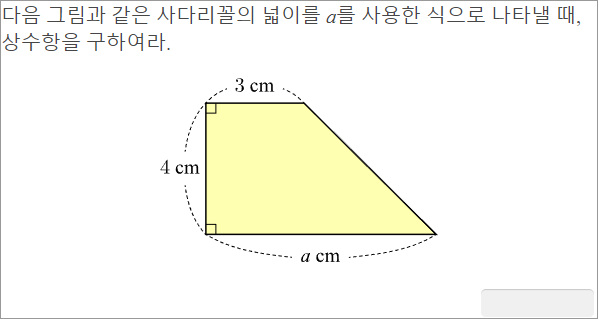 다음 그림과 같은 사다리꼴의 넓이를 a를 사용한 식으로 나타낼 때,
상수항을 구하여라.
3 cm
4 cm
a cm